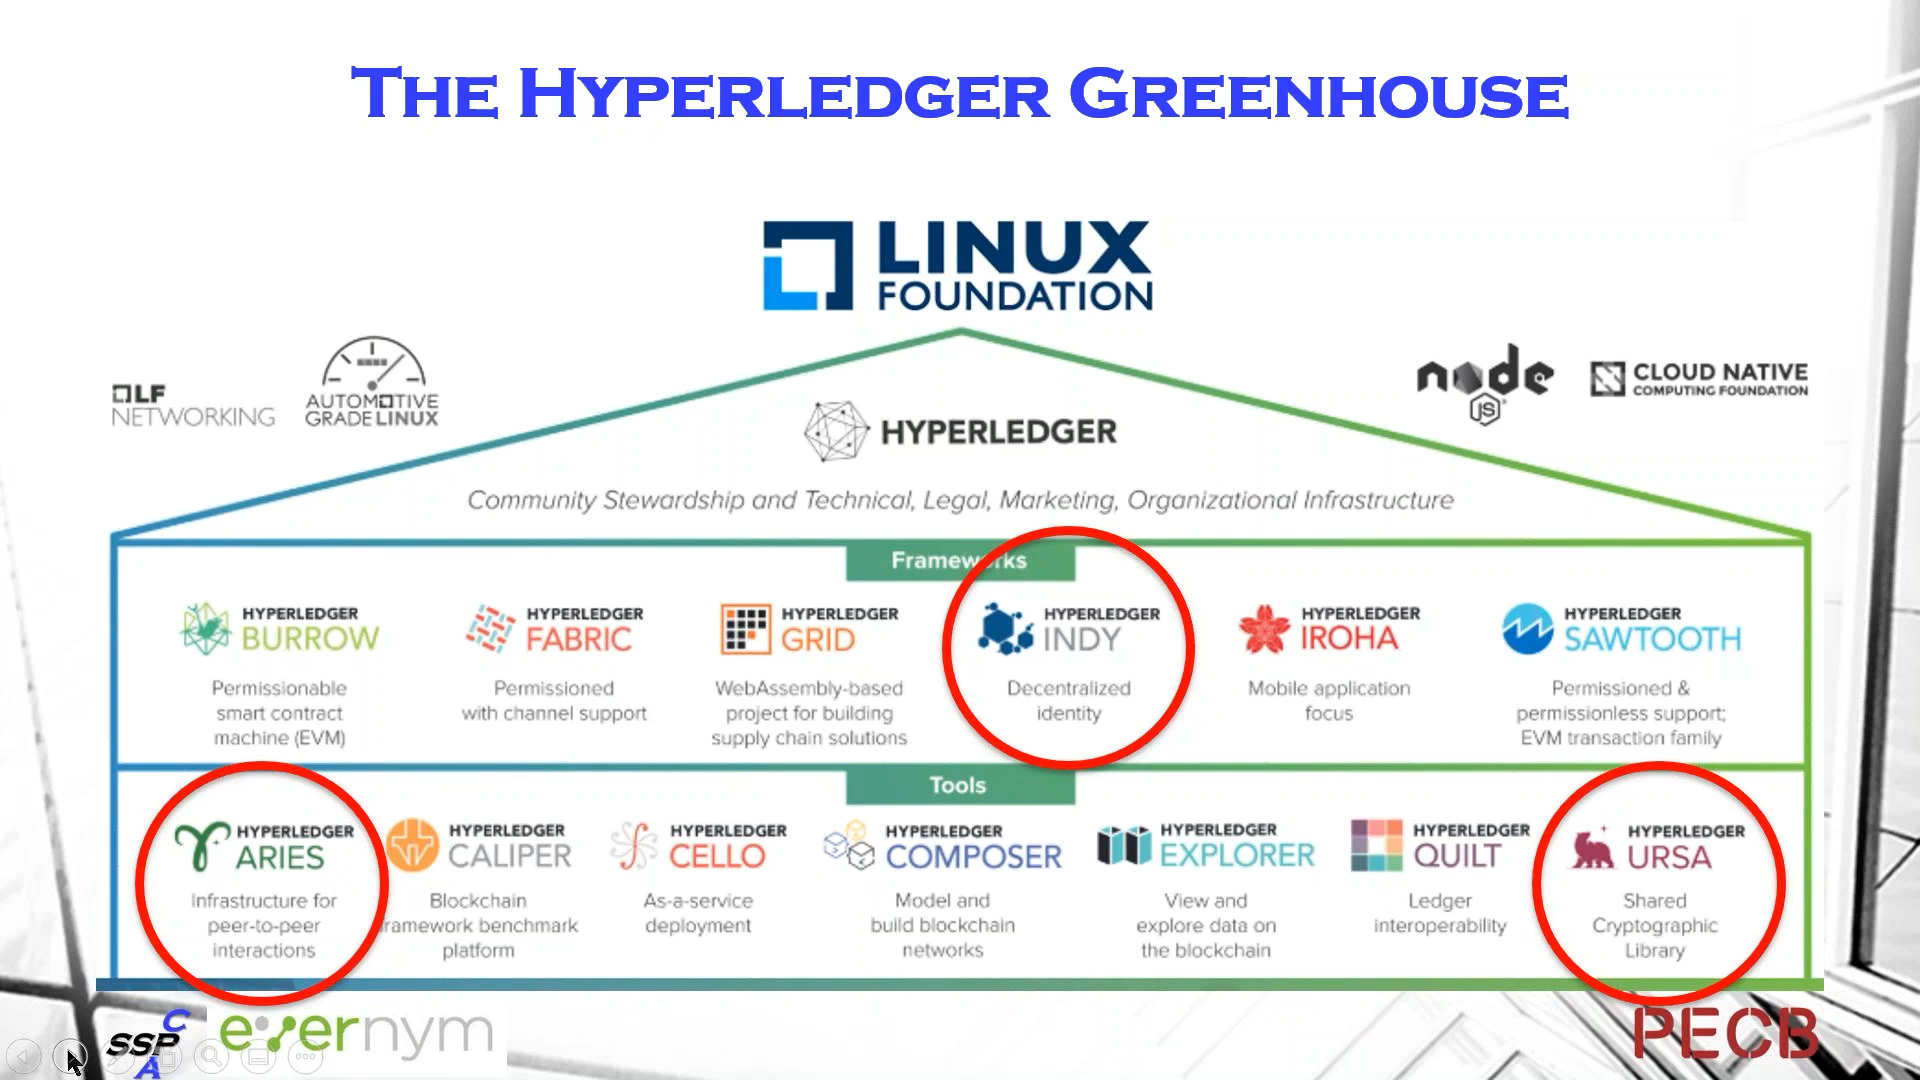 THE HYPERLEDGER GREENHOUSE
LINUX
FOUNDATION
LF
NETWORKING
AUTOMOTIVE
GRADE LINUX
node
JS
CLOUD NATIVE
COMPUTING FOUNDATION
HYPERLEDGER
Community Stewardship and Technical, Legal, Marketing, Organizational Infrastructure
Frameworks
HYPERLEDGER
BURROW
Permissionable
smart contract
machine (EVM)
HYPERLEDGER
FABRIC
Permissioned
with channel support
HYPERLEDGER
GRID
WebAssembly-based
project for building
supply chain solutions
HYPERLEDGER
INDY
Decentralized
identity
HYPERLEDGER
IROHA
Mobile application
focus
HYPERLEDGER
SAWTOOTH
Permissioned &
permissionless support;
EVM transaction family
Tools
HYPERLEDGER
ARIES
Infrastructure for
peer-to-peer
interactions
HYPERLEDGER
CALIPER
Blockchain
framework benchmark
platform
HYPERLEDGER
CELLO
As-a-service
deployment
HYPERLEDGER
COMPOSER
Model and
build blockchain
networks
HYPERLEDGER
EXPLORER
View and
explore data on
the blockchain
HYPERLEDGER
QUILT
Ledger
interoperability
HYPERLEDGER
URSA
Shared
Cryptographic
Library
C
SSP
A
evernym
PECB